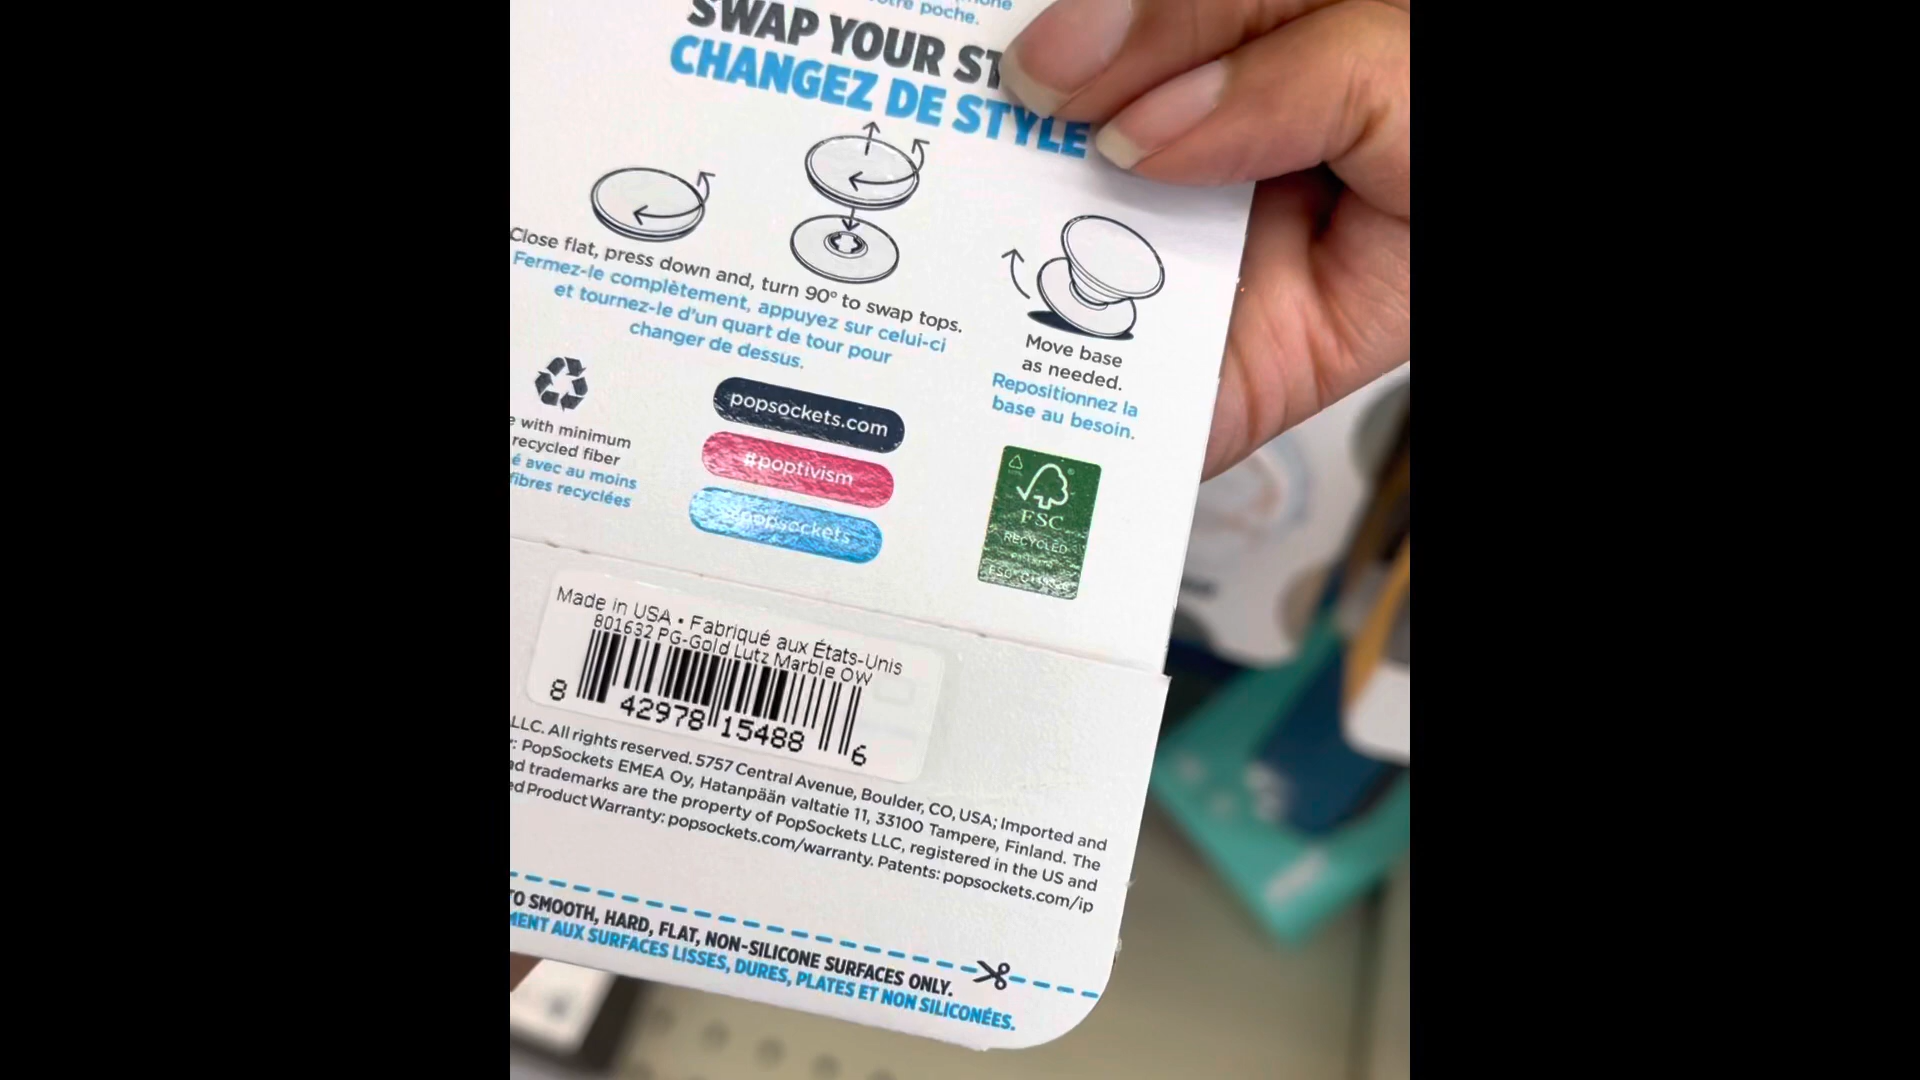 otre poche.
SWAP YOUR ST
CHANGEZ DE STYLE
Close flat, press down and, turn 90° to swap tops.
Fermez-le complètement, appuyez sur celui-ci
et tournez-le d'un quart de tour pour
changer de dessus.
Move base
as needed.
Repositionnez la
base au besoin.
with minimum
recycled fiber
é avec au moins
fibres recyclées
popsockets.com
#poptivism
#popsockets
FSC
RECYCLED
Made in USA • Fabriqué aux États-Unis
801632 PG-Gold Lutz Marble OW
8 42978 15488 6
LLC. All rights reserved. 5757 Central Avenue, Boulder, CO, USA; Imported and
r: PopSockets EMEA Oy, Hatanpään valtatie 11, 33100 Tampere, Finland. The
nd trademarks are the property of PopSockets LLC, registered in the US and
ed Product Warranty: popsockets.com/warranty. Patents: popsockets.com/ip
TO SMOOTH, HARD, FLAT, NON-SILICONE SURFACES ONLY.
MENT AUX SURFACES LISSES, DURES, PLATES ET NON SILICONÉES.